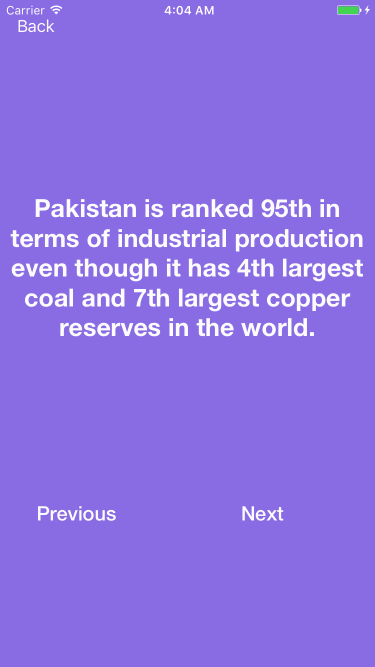 Carrier 4:04 AM
Back
Pakistan is ranked 95th in
terms of industrial production
even though it has 4th largest
coal and 7th largest copper
reserves in the world.
Previous Next